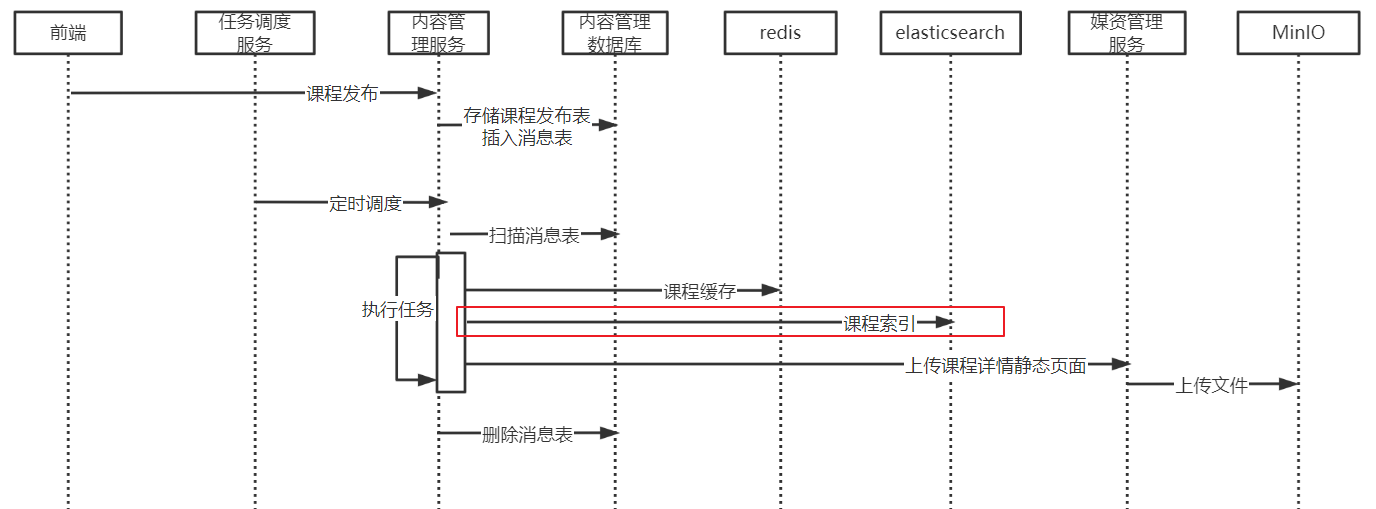 前端
任务调度
服务
内容管
理服务
内容管理
数据库
redis
elasticsearch
媒资管理
服务
MinIO
课程发布
存储课程发布表
插入消息表
定时调度
扫描消息表
执行任务
课程缓存
课程索引
上传课程详情静态页面
上传文件
删除消息表